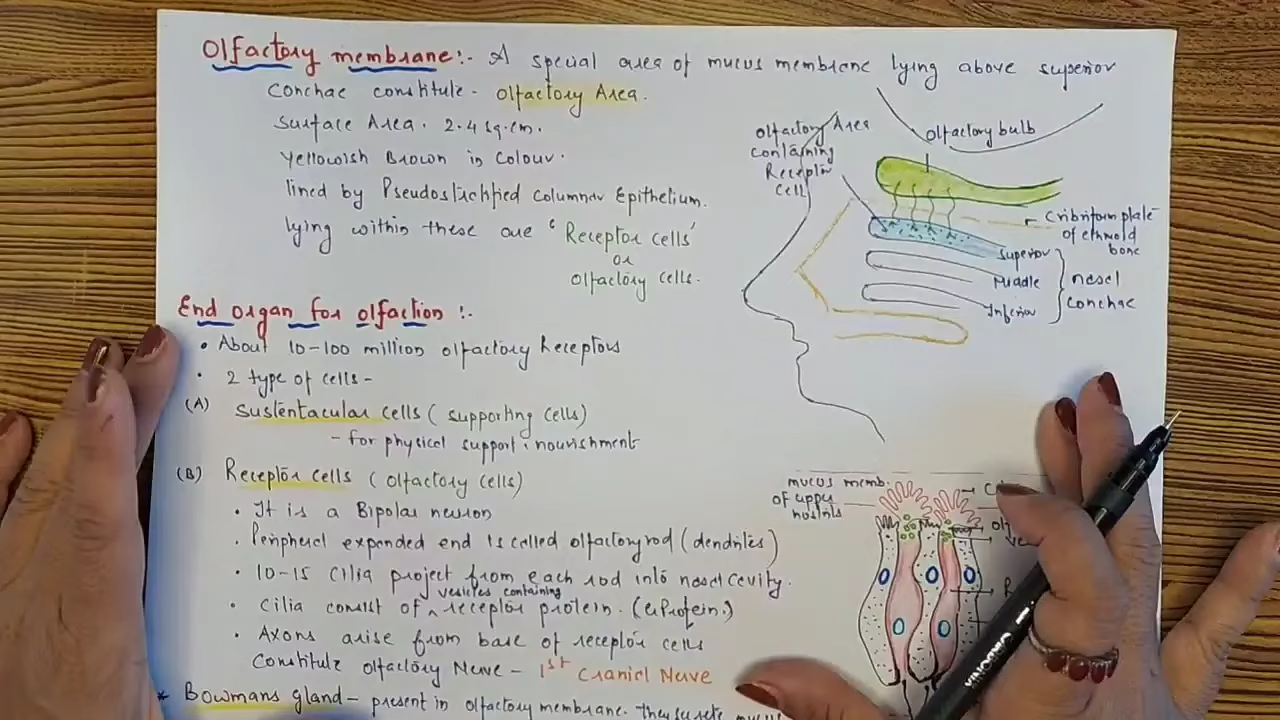 Olfactory membrane:- A special area of mucus membrane lying above superior
Conchae constitute - Olfactory Area.
Surface Area. 2.4 sq.cm.
Yellowish Brown in Colour.
lined by Pseudostratified Columnar Epithelium.
lying within these are 'Receptor cells'
or
olfactory cells.
olfactory Area
Containing
Receptor
Cell
olfactory bulb
Cribriform plate
of ethmoid
bone
Superior
Middle
Inferior
nasal
conchae
End organ for olfaction :-
• About 10-100 million olfactory Receptors
• 2 type of cells -
(A) Sustentacular cells (supporting cells)
- for physical support & nourishment
(B) Receptor cells (olfactory cells)
• It is a Bipolar neuron
• Peripheral expanded end is called olfactory rod (dendrites)
• 10-15 cilia project from each rod into nasal cavity.
vesicles containing
• Cilia consist of ^ receptor protein. (G Protein)
• Axons arise from base of receptor cells
Constitute olfactory Nerve - 1st Cranial Nerve
* Bowmans gland - present in olfactory membrane. they secrete mucus
mucus memb.
of upper
nostrils